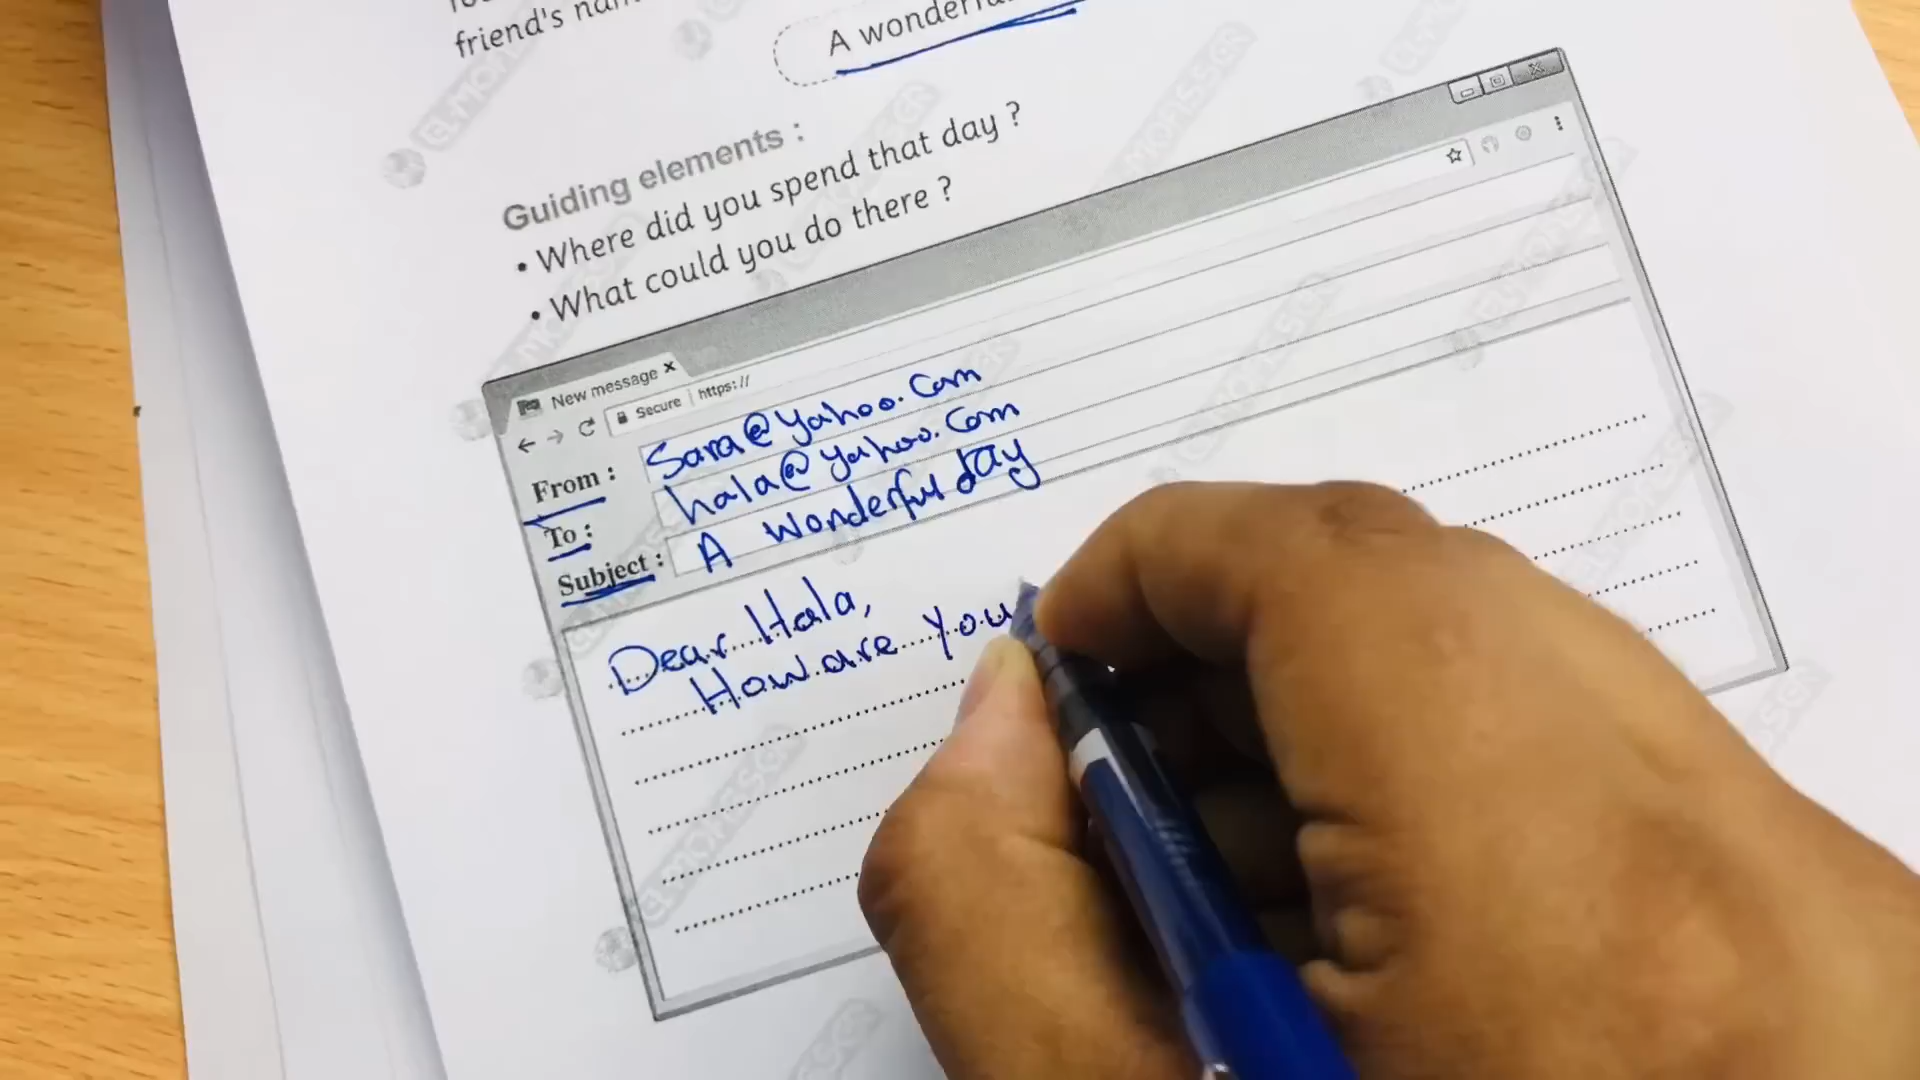 friend's
A wonderful
Guiding elements :
• Where did you spend that day ?
• What could you do there ?
New message x
Secure https://
From : Sara@yahoo.Com
To : hala@yahoo.Com
Subject : A Wonderful day
Dear Hala,
How are you